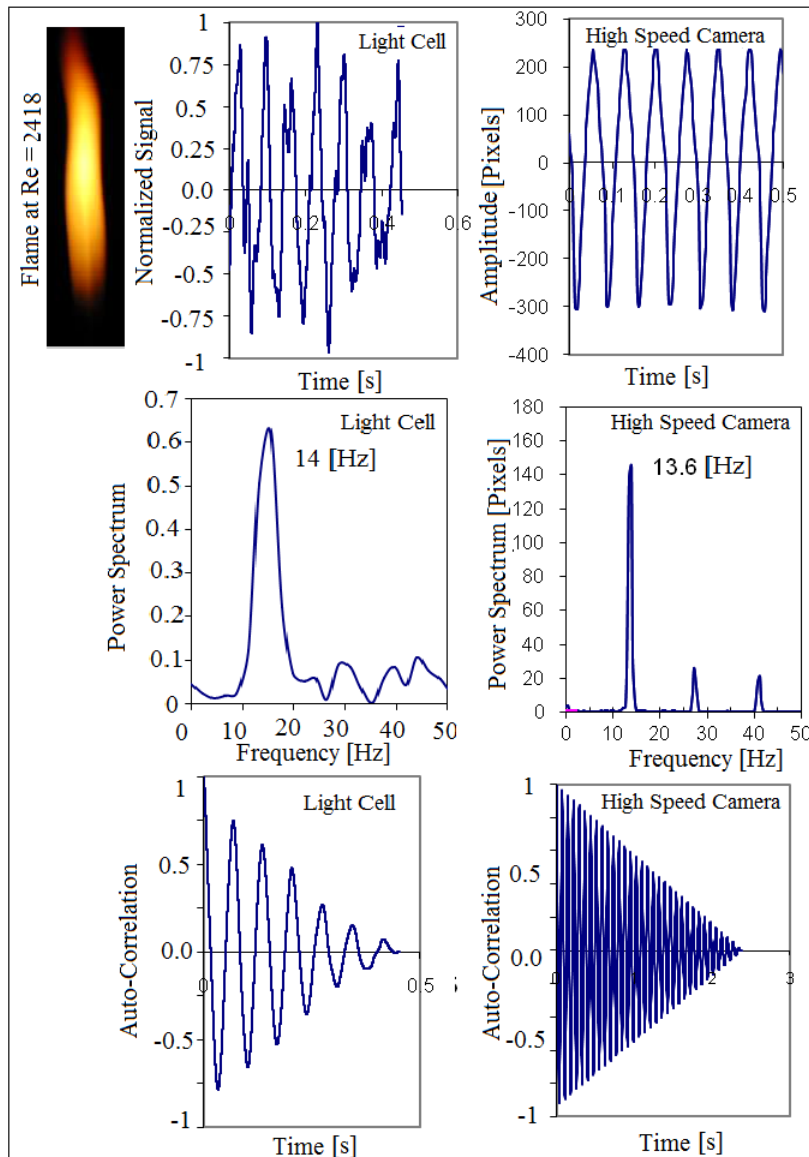 Flame at Re = 2418
Light Cell
Normalized Signal
1
0.75
0.5
0.25
0.0
-0.25
-0.5
-0.75
-1
0
0.2
0.4
0.6
Time [s]
High Speed Camera
Amplitude [Pixels]
300
200
100
0
-100
-200
-300
-400
0
0.1
0.2
0.3
0.4
0.5
Time [s]
Light Cell
14 [Hz]
Power Spectrum
0.7
0.6
0.5
0.4
0.3
0.2
0.1
0
0 10 20 30 40 50
Frequency [Hz]
High Speed Camera
13.6 [Hz]
Power Spectrum [Pixels]
180
160
140
120
100
80
60
40
20
0
0 10 20 30 40 50
Frequency [Hz]
Light Cell
Auto-Correlation
1
0.5
0.0
-0.5
-1
0
0.5
Time [s]
High Speed Camera
Auto-Correlation
1
0.5
0.0
-0.5
-1
0
1
2
3
Time [s]